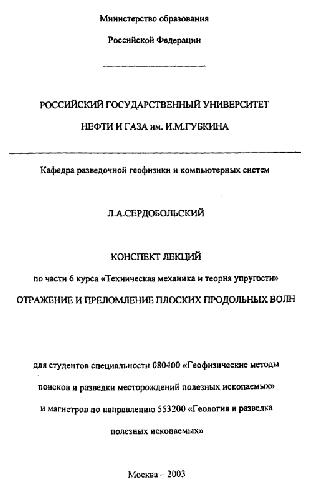 Министерство образования
Российской Федерации
РОССИЙСКИЙ ГОСУДАРСТВЕННЫЙ УНИВЕРСИТЕТ
НЕФТИ И ГАЗА им. И.М.ГУБКИНА
Кафедра разведочной геофизики и компьютерных систем
Л.А.СЕРДОБОЛЬСКИЙ
КОНСПЕКТ ЛЕКЦИЙ
по части 6 курса «Техническая механика и теория упругости»
ОТРАЖЕНИЕ И ПРЕЛОМЛЕНИЕ ПЛОСКИХ ПРОДОЛЬНЫХ ВОЛН
для студентов специальности 080400 «Геофизические методы
поисков и разведки месторождений полезных ископаемых»
и магистров по направлению 553200 «Геология и разведка
полезных ископаемых»
Москва – 2003